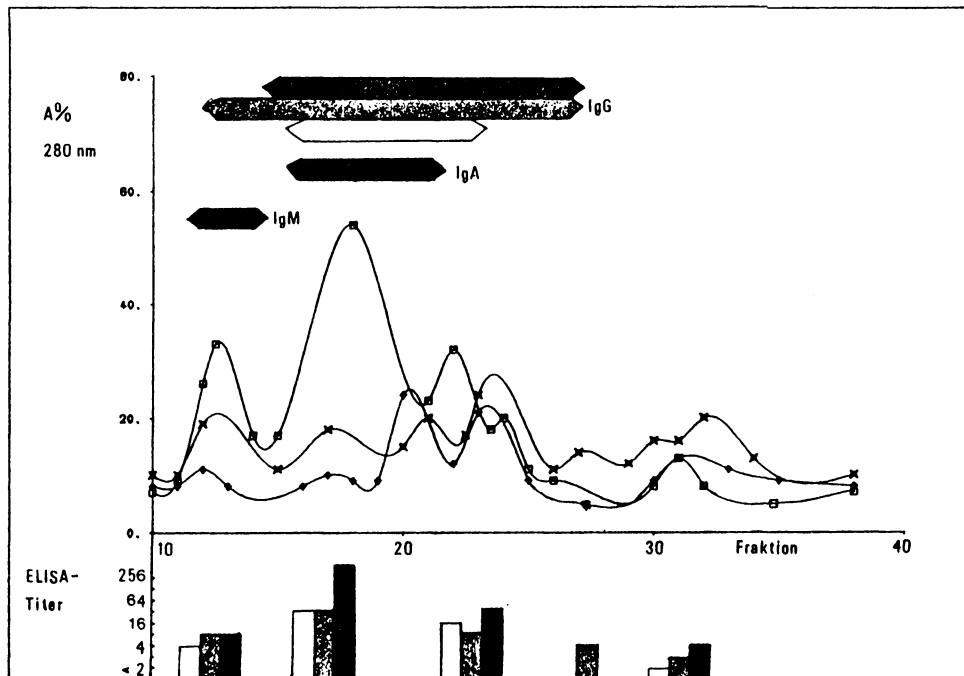 80.
A%
IgG
280 nm
IgA
60.
IgM
40.
20.
0.
10 20 30 Fraktion 40
ELISA-
Titer
256
64
16
4
< 2